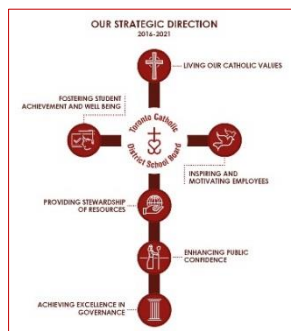 OUR STRATEGIC DIRECTION
2016-2021
LIVING OUR CATHOLIC VALUES
FOSTERING STUDENT
ACHIEVEMENT AND WELL BEING
Toronto Catholic
District School Board
INSPIRING AND
MOTIVATING EMPLOYEES
PROVIDING STEWARDSHIP
OF RESOURCES
ENHANCING PUBLIC
CONFIDENCE
ACHIEVING EXCELLENCE IN
GOVERNANCE